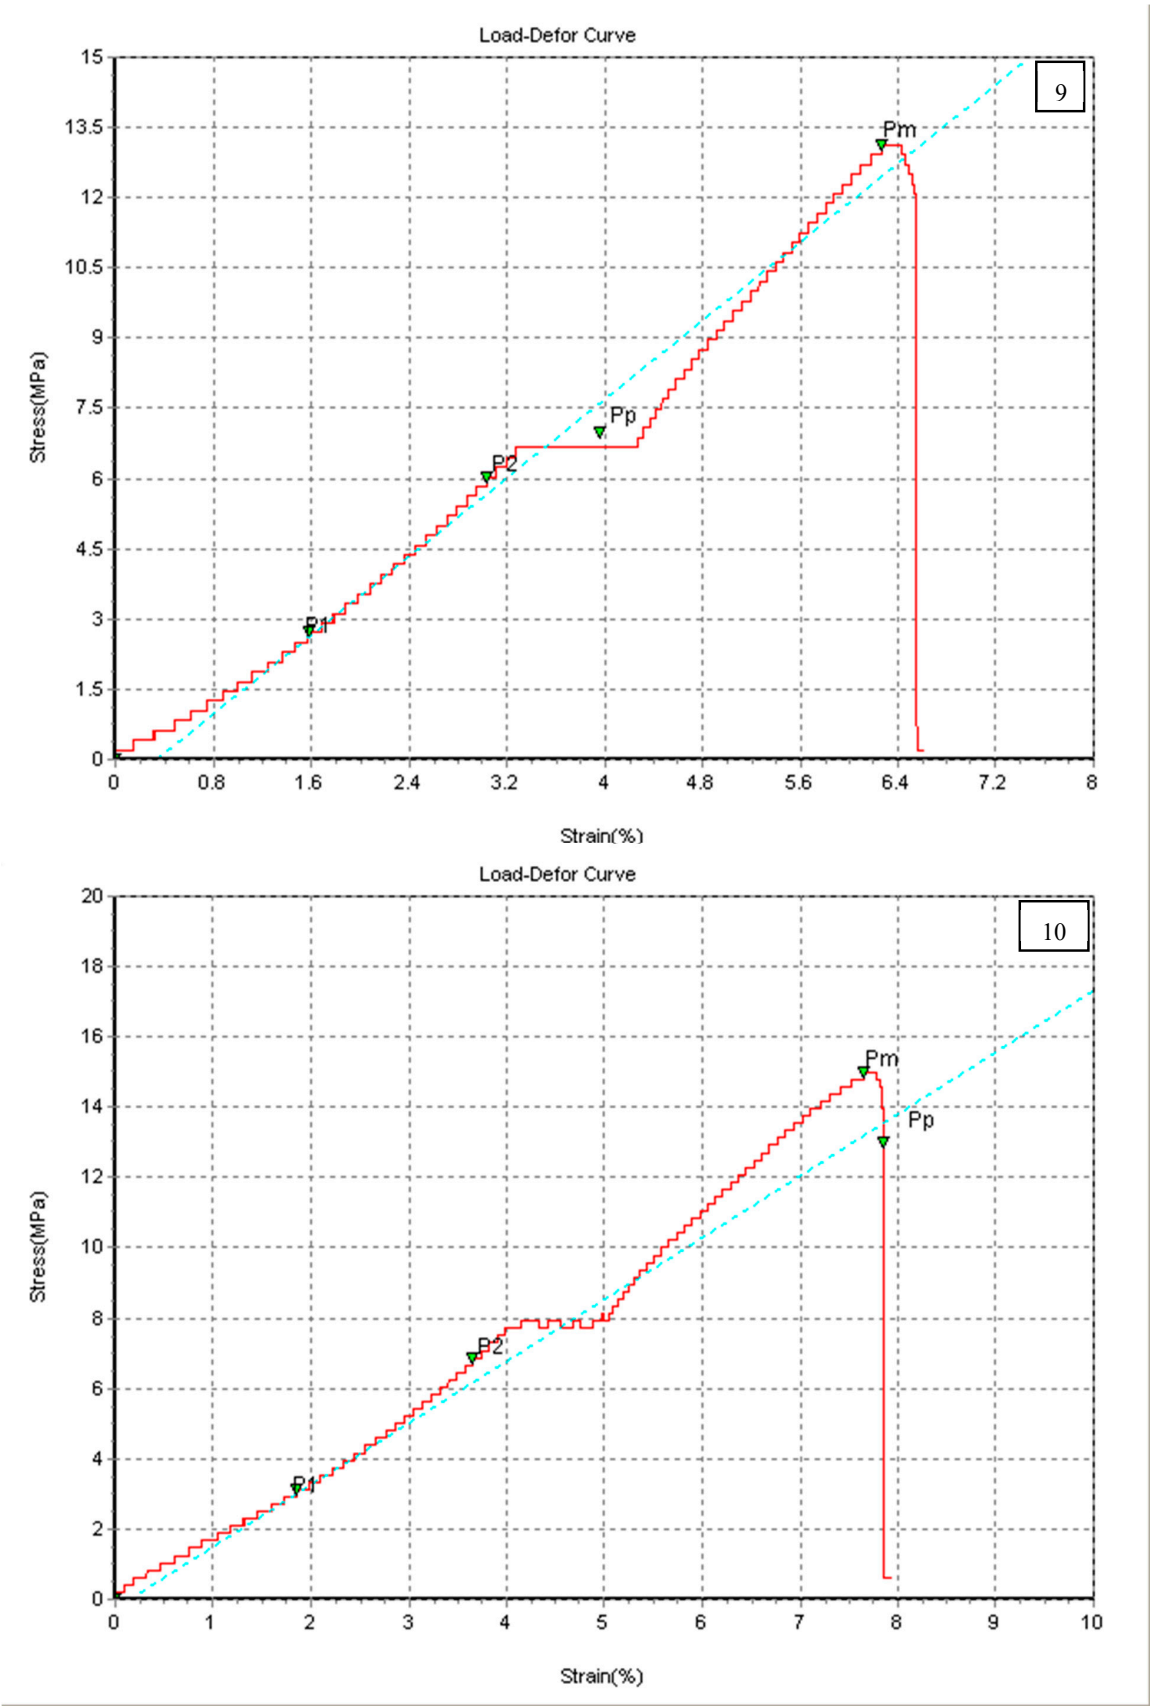 Load-Defor Curve
15
9
13.5
Pm
12
10.5
9
Stress(MPa)
7.5
Pp
P2
6
4.5
3
P1
1.5
0
0 0.8 1.6 2.4 3.2 4 4.8 5.6 6.4 7.2 8
Strain(%)
Load-Defor Curve
20
10
18
16
Pm
14
Pp
12
10
Stress(MPa)
8
P2
6
4
P1
2
0
0 1 2 3 4 5 6 7 8 9 10
Strain(%)